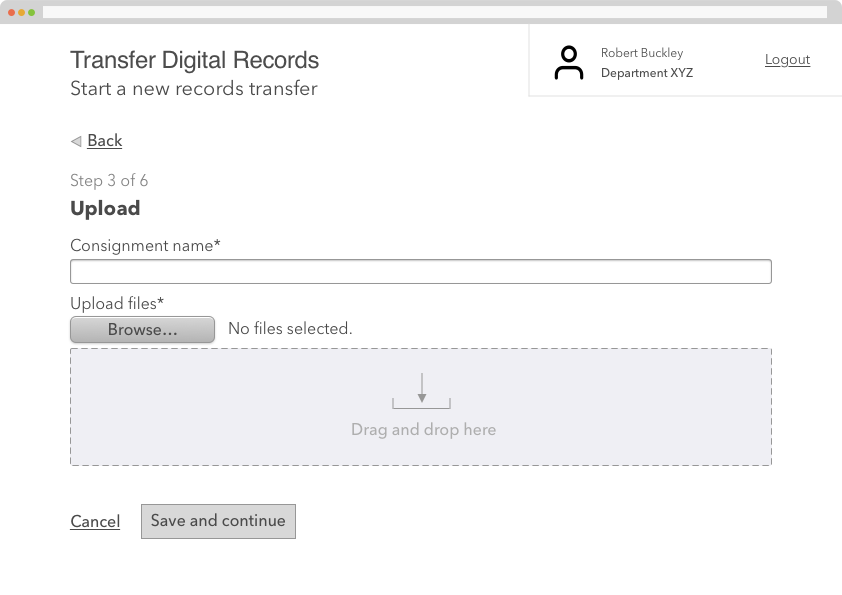 Transfer Digital Records
Start a new records transfer
Robert Buckley
Department XYZ
Logout
Back
Step 3 of 6
Upload
Consignment name*
Upload files*
Browse...
No files selected.
Drag and drop here
Cancel
Save and continue